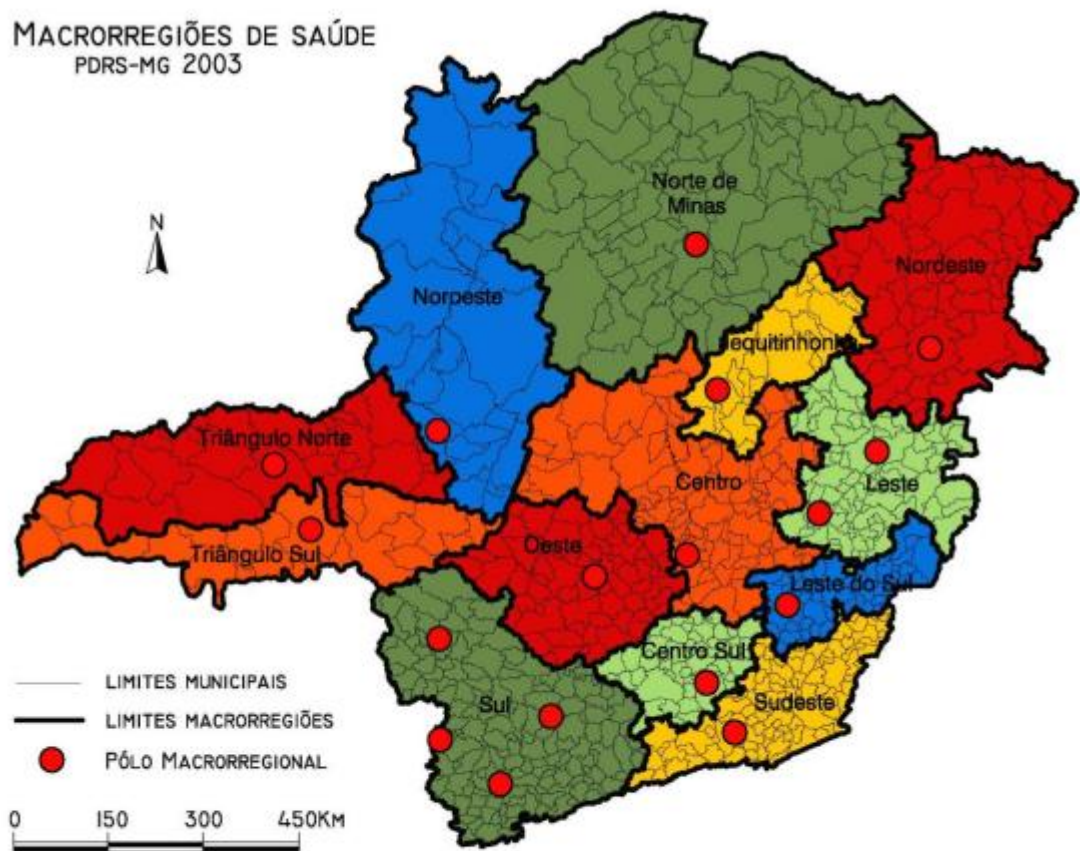 MACRORREGIÕES DE SAÚDE
PDRS-MG 2003
N
Norte de
Minas
Nordeste
Noroeste
Jequitinhonha
Triângulo Norte
Centro
Leste
Triângulo Sul
Oeste
Leste do Sul
Centro Sul
Sul
Sudeste
LIMITES MUNICIPAIS
LIMITES MACRORREGIÕES
PÓLO MACRORREGIONAL
0 150 300 450KM